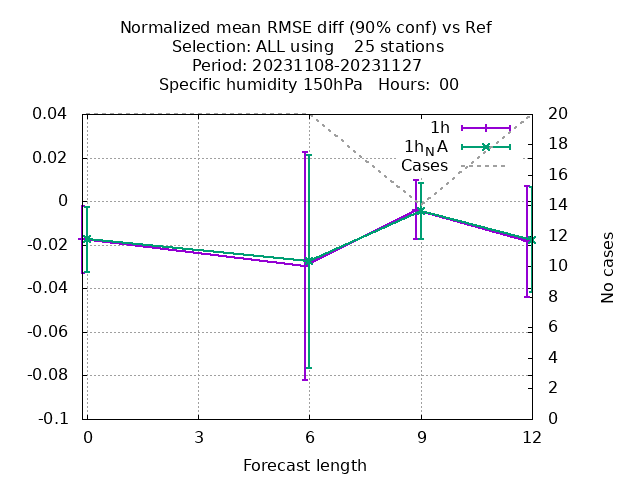 Normalized mean RMSE diff (90% conf) vs Ref
Selection: ALL using    25 stations
Period: 20231108-20231127
Specific humidity 150hPa   Hours:  00
0.04
0.02
0
-0.02
-0.04
-0.06
-0.08
-0.1
1h
1hNA
Cases
20
18
16
14
12
10
8
6
4
2
0
No cases
0
3
6
9
12
Forecast length